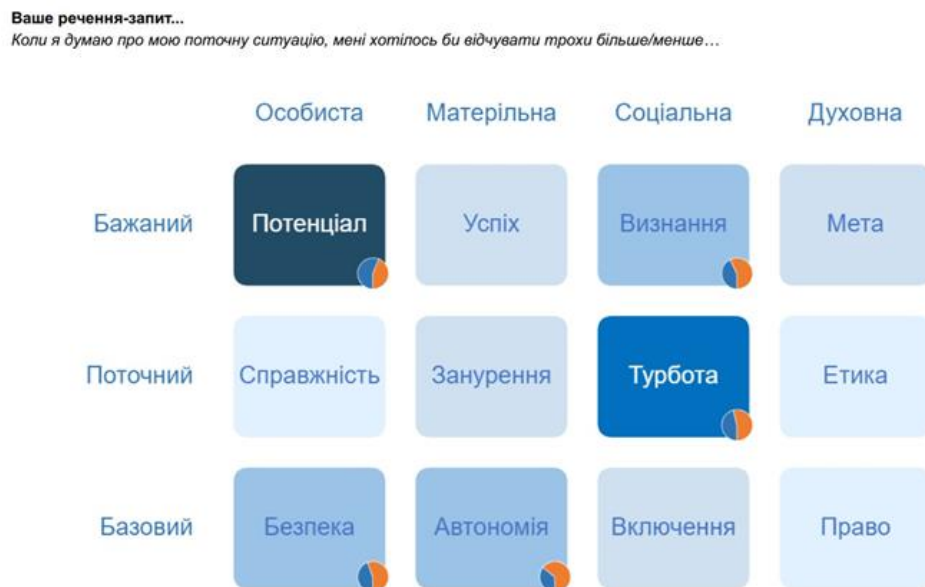 Ваше речення-запит...
Коли я думаю про мою поточну ситуацію, мені хотілось би відчувати трохи більше/менше...
Особиста Матерільна Соціальна Духовна
Бажаний Потенціал Успіх Визнання Мета
Поточний Справжність Занурення Турбота Етика
Базовий Безпека Автономія Включення Право